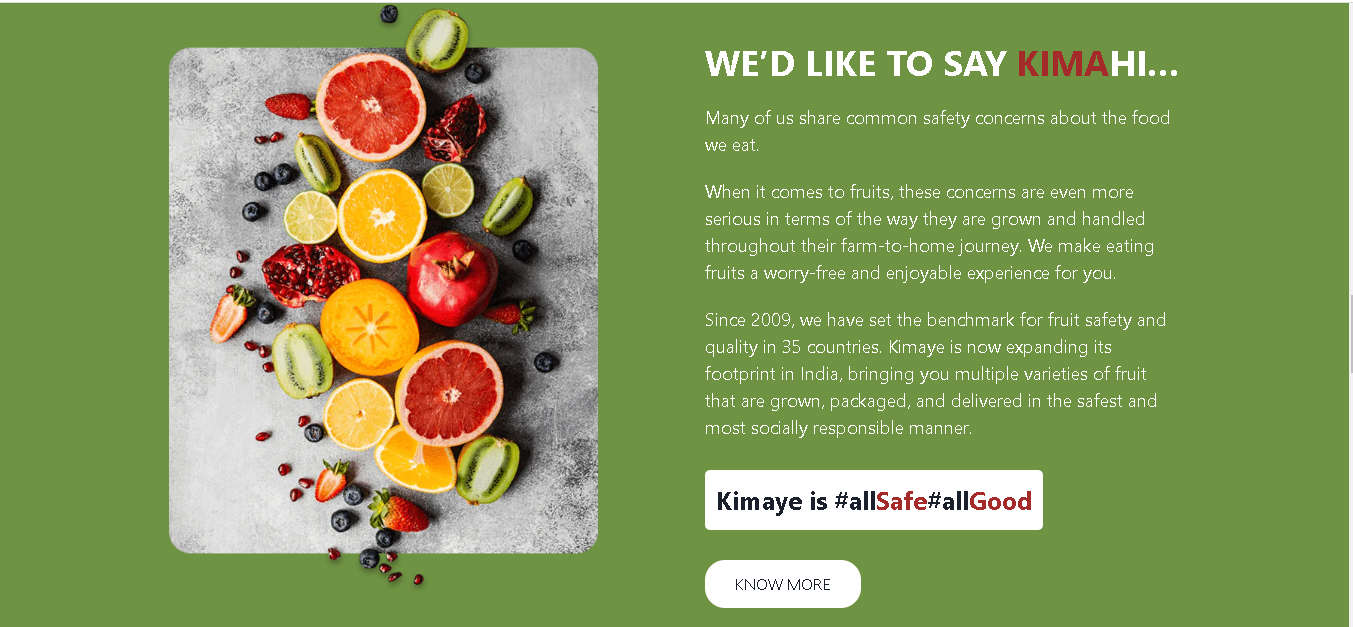 WE'D LIKE TO SAY KIMAHI...
Many of us share common safety concerns about the food
we eat.
When it comes to fruits, these concerns are even more
serious in terms of the way they are grown and handled
throughout their farm-to-home journey. We make eating
fruits a worry-free and enjoyable experience for you.
Since 2009, we have set the benchmark for fruit safety and
quality in 35 countries. Kimaye is now expanding its
footprint in India, bringing you multiple varieties of fruit
that are grown, packaged, and delivered in the safest and
most socially responsible manner.
Kimaye is #allSafe#allGood
KNOW MORE